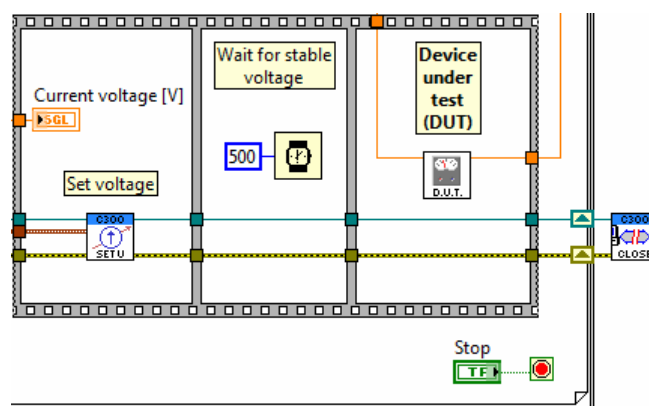 Wait for stable
voltage
Device
under
test
(DUT)
Current voltage [V]
SGL
500
D.U.T.
Set voltage
C300
SET U
C300
CLOSE
Stop
TF